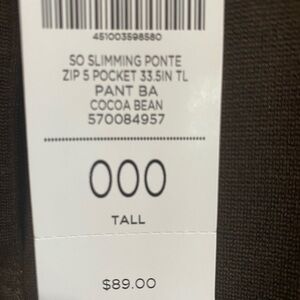 451003598580
SO SLIMMING PONTE
ZIP 5 POCKET 33.5IN TL
PANT BA
COCOA BEAN
570084957
000
TALL
$89.00